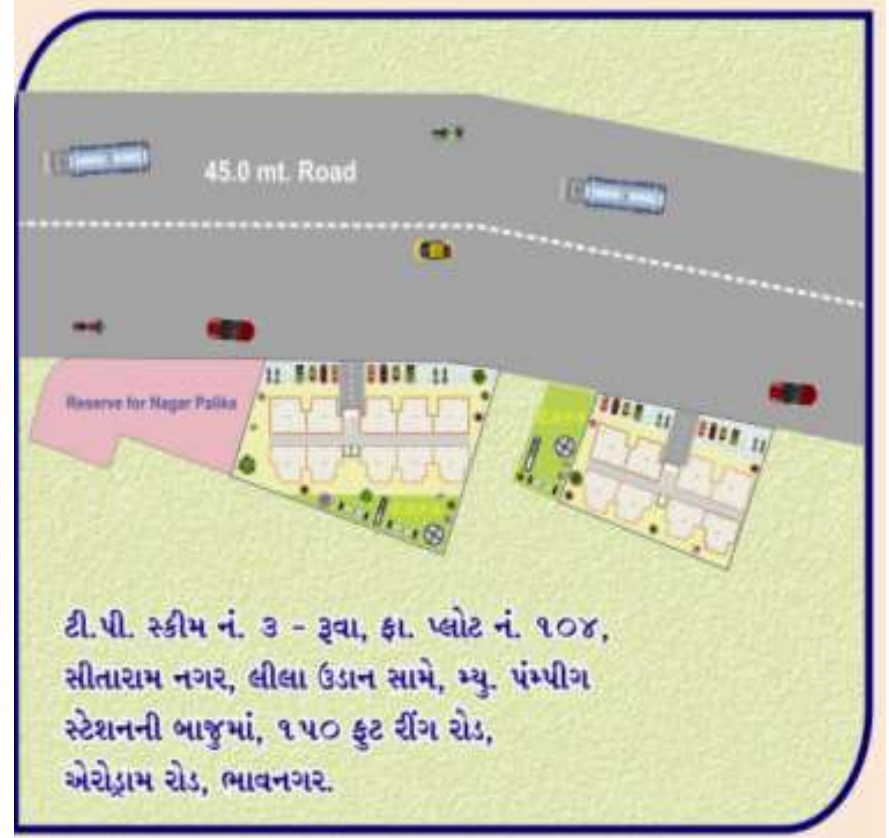 45.0 mt. Road
Reserve for Nagar Palika
ટી.પી. સ્કીમ નં. ૩ - રૂવા, ફા. પ્લોટ નં. ૧૦૪,
સીતારામ નગર, લીલા ઉડાન સામે, મ્યુ. પંમ્પીગ
સ્ટેશનની બાજુમાં, ૧૫૦ ફુટ રીંગ રોડ,
એરોડ્રામ રોડ, ભાવનગર.